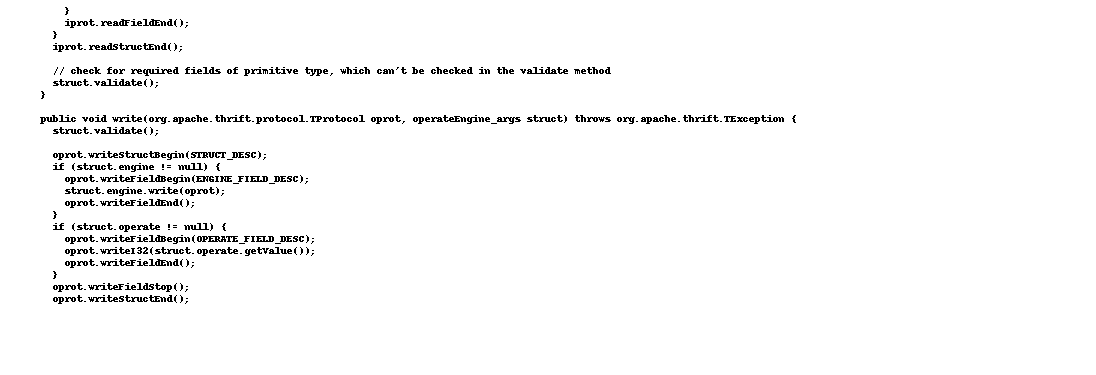 }
iprot.readFieldEnd();
}
iprot.readStructEnd();
// check for required fields of primitive type, which can't be checked in the validate method
struct.validate();
}
public void write(org.apache.thrift.protocol.TProtocol oprot, operateEngine_args struct) throws org.apache.thrift.TException {
struct.validate();
oprot.writeStructBegin(STRUCT_DESC);
if (struct.engine != null) {
oprot.writeFieldBegin(ENGINE_FIELD_DESC);
struct.engine.write(oprot);
oprot.writeFieldEnd();
}
if (struct.operate != null) {
oprot.writeFieldBegin(OPERATE_FIELD_DESC);
oprot.writeI32(struct.operate.getValue());
oprot.writeFieldEnd();
}
oprot.writeFieldStop();
oprot.writeStructEnd();